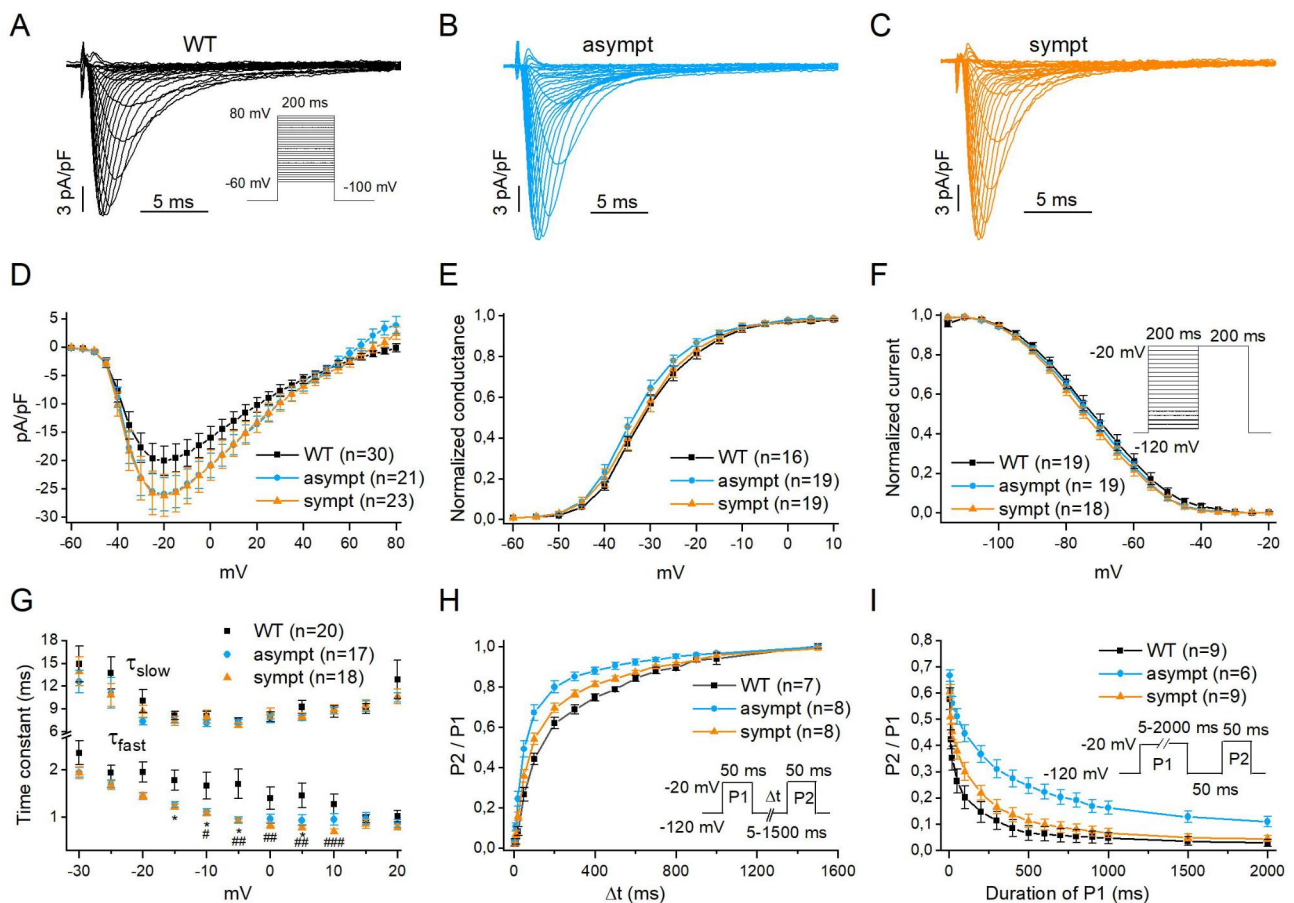 A
WT
3 pA/pF
5 ms
200 ms
80 mV
-60 mV
-100 mV
B
asympt
3 pA/pF
5 ms
C
sympt
3 pA/pF
5 ms
D
pA/pF
5
0
-5
-10
-15
-20
-25
-30
-60 -40 -20 0 20 40 60 80
mV
WT (n=30)
asympt (n=21)
sympt (n=23)
E
Normalized conductance
1,0
0,8
0,6
0,4
0,2
0,0
-60 -50 -40 -30 -20 -10 0 10
mV
WT (n=16)
asympt (n=19)
sympt (n=19)
F
Normalized current
1,0
0,8
0,6
0,4
0,2
0,0
-100 -80 -60 -40 -20
mV
200 ms 200 ms
-20 mV
-120 mV
WT (n=19)
asympt (n= 19)
sympt (n=18)
G
Time constant (ms)
18
15
12
9
6
2
1
-30 -20 -10 0 10 20
mV
τslow
τfast
WT (n=20)
asympt (n=17)
sympt (n=18)
* * *
# ## ## ## ###
H
P2 / P1
1,0
0,8
0,6
0,4
0,2
0,0
0 400 800 1200 1600
Δt (ms)
WT (n=7)
asympt (n=8)
sympt (n=8)
50 ms 50 ms
-20 mV
P1 Δt P2
-120 mV
5-1500 ms
I
P2 / P1
0,8
0,7
0,6
0,5
0,4
0,3
0,2
0,1
0,0
0 500 1000 1500 2000
Duration of P1 (ms)
WT (n=9)
asympt (n=6)
sympt (n=9)
5-2000 ms 50 ms
-20 mV
P1 P2
-120 mV
50 ms